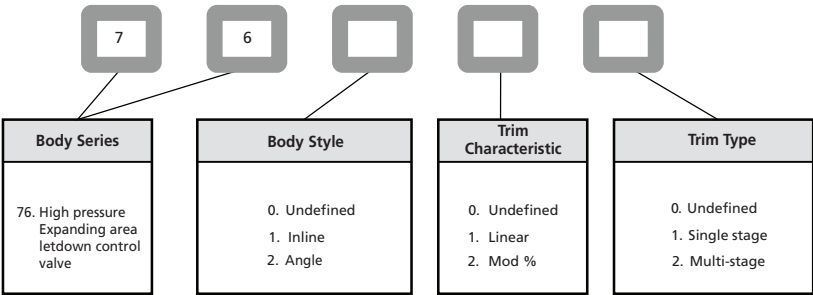 7 6
Body Series
76. High pressure
Expanding area
letdown control
valve
Body Style
0. Undefined
1. Inline
2. Angle
Trim
Characteristic
0. Undefined
1. Linear
2. Mod %
Trim Type
0. Undefined
1. Single stage
2. Multi-stage